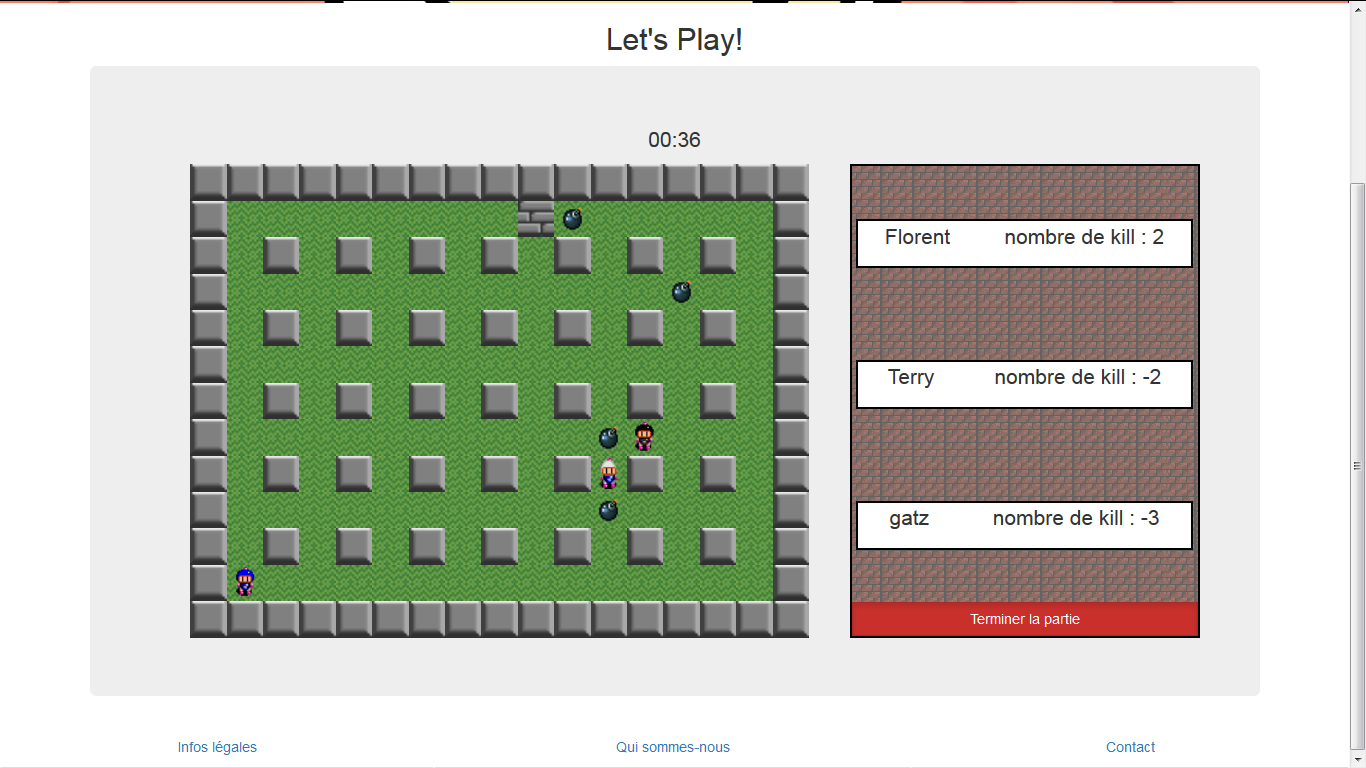 Let's Play!
00:36
Florent nombre de kill : 2
Terry nombre de kill : -2
gatz nombre de kill : -3
Terminer la partie
Infos légales Qui sommes-nous Contact